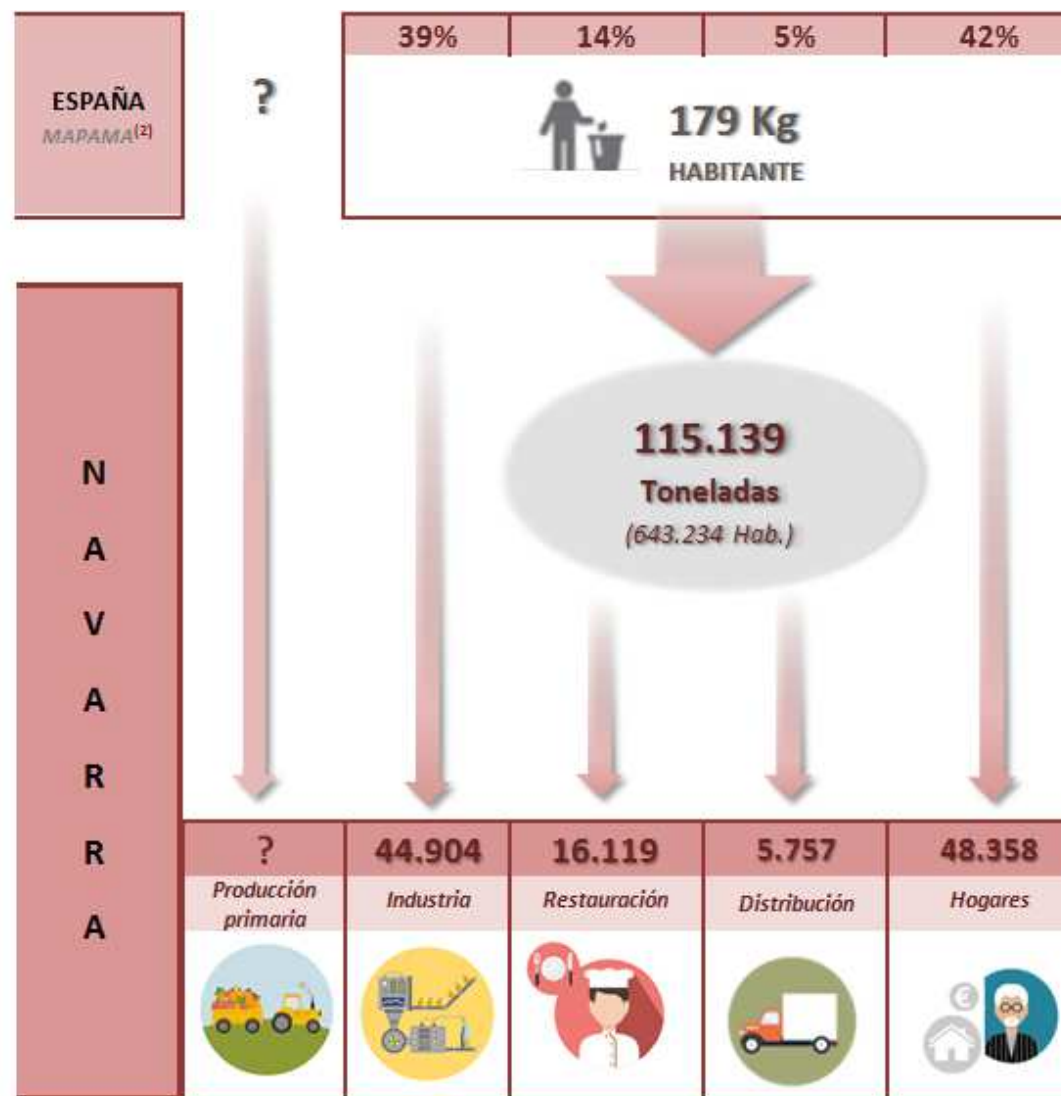 39% 14% 5% 42%
ESPAÑA
MAPAMA(2)
?
179 Kg
HABITANTE
115.139
Toneladas
(643.234 Hab.)
N
A
V
A
R
R
A
? 44.904 16.119 5.757 48.358
Producción
primaria
Industria
Restauración
Distribución
Hogares